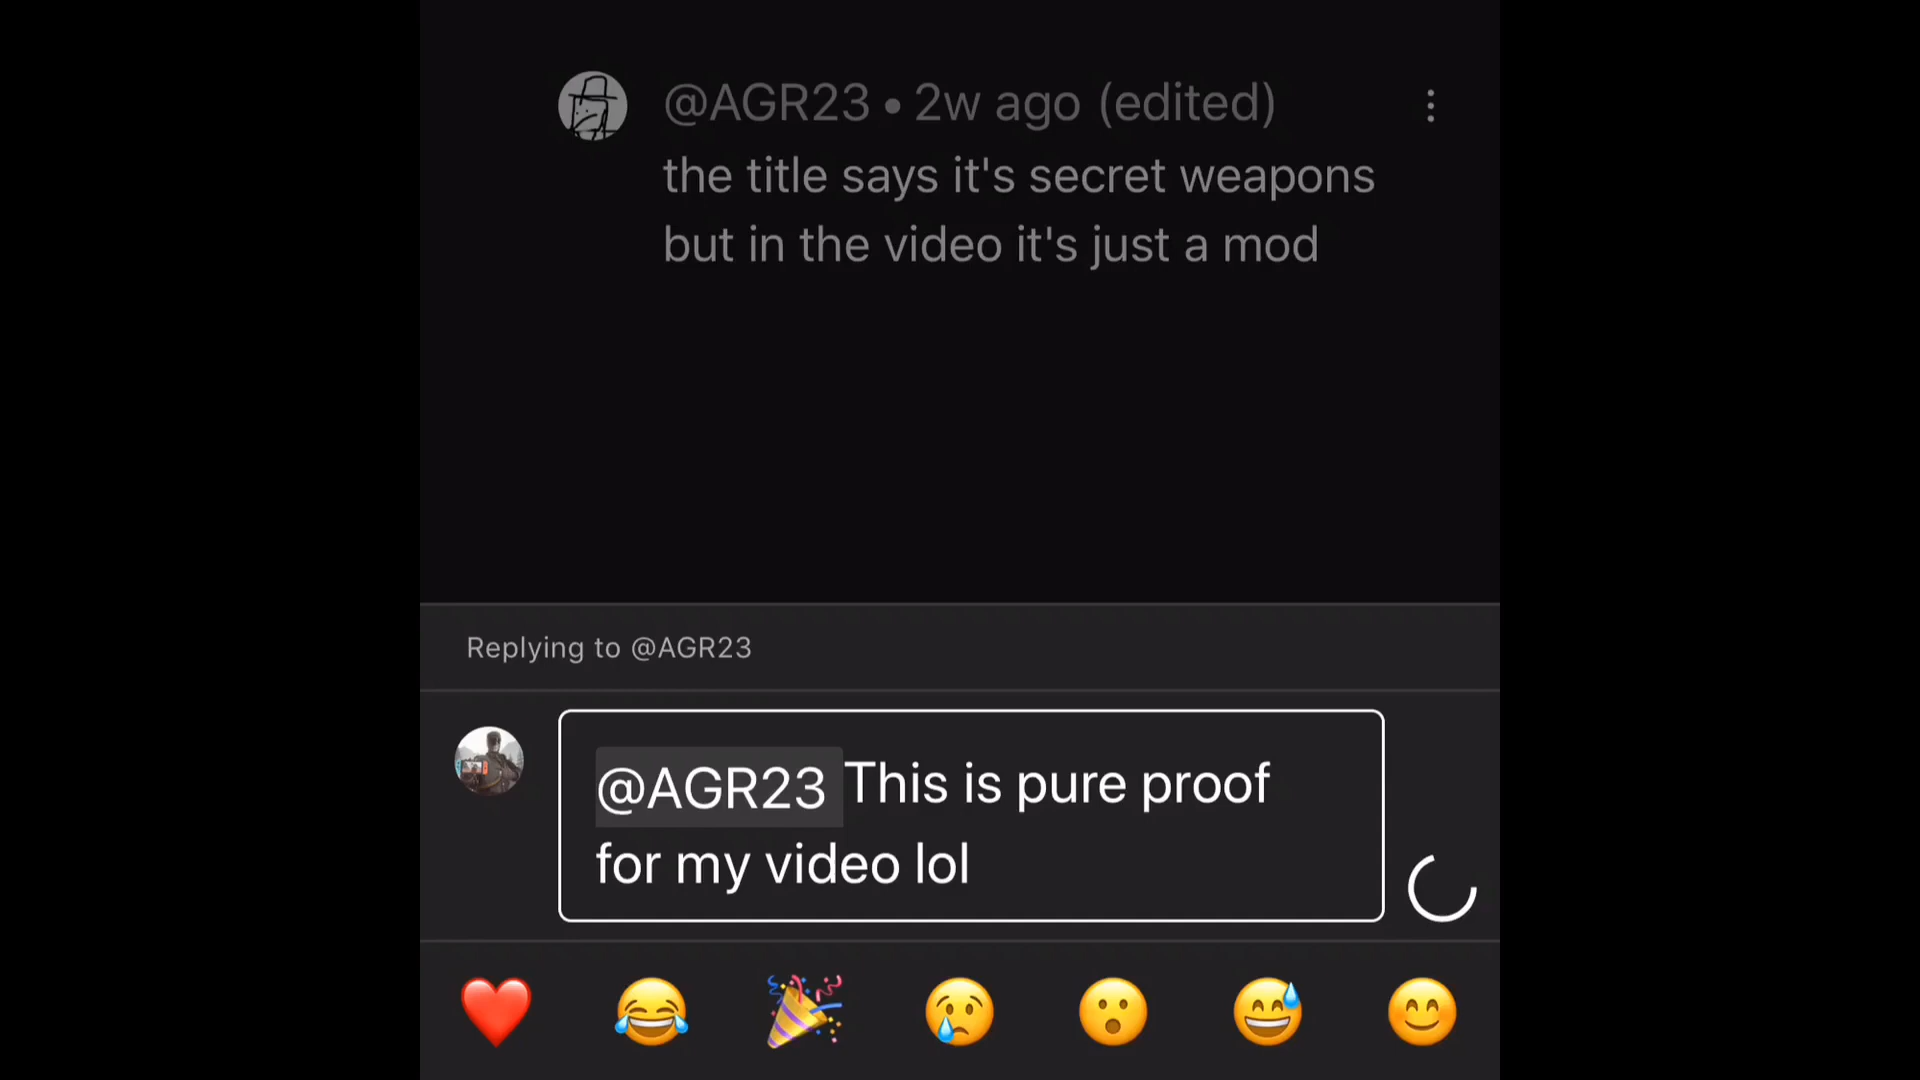 @AGR23 • 2w ago (edited)
the title says it's secret weapons
but in the video it's just a mod
Replying to @AGR23
@AGR23 This is pure proof
for my video lol